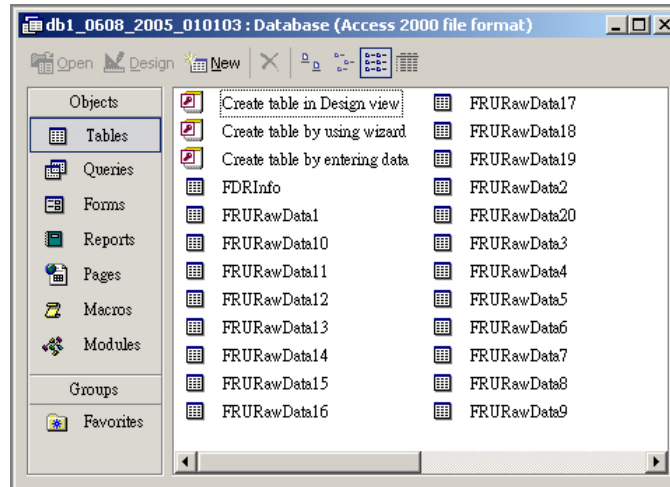 db1_0608_2005_010103 : Database (Access 2000 file format)
Open Design New
Objects
Tables
Queries
Forms
Reports
Pages
Macros
Modules
Groups
Favorites
Create table in Design view
Create table by using wizard
Create table by entering data
FDRInfo
FRURawData1
FRURawData10
FRURawData11
FRURawData12
FRURawData13
FRURawData14
FRURawData15
FRURawData16
FRURawData17
FRURawData18
FRURawData19
FRURawData2
FRURawData20
FRURawData3
FRURawData4
FRURawData5
FRURawData6
FRURawData7
FRURawData8
FRURawData9